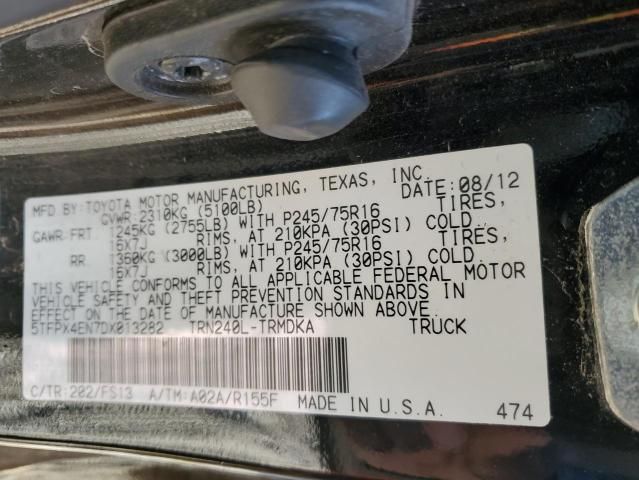 MFD BY: TOYOTA MOTOR MANUFACTURING, TEXAS, INC. DATE: 08/12
GVWR: 2310KG (5100LB)
GAWR: FRT 1245KG (2755LB) WITH P245/75R16 TIRES,
16X7J RIMS, AT 210KPA (30PSI) COLD
RR 1360KG (3000LB) WITH P245/75R16 TIRES,
16X7J RIMS, AT 210KPA (30PSI) COLD.
THIS VEHICLE CONFORMS TO ALL APPLICABLE FEDERAL MOTOR
VEHICLE SAFETY AND THEFT PREVENTION STANDARDS IN
EFFECT ON THE DATE OF MANUFACTURE SHOWN ABOVE.
5TFPX4EN7DX013282 TRN240L-TRMDKA TRUCK
C/TR: 202/FS13 A/TM: A02A/R155F MADE IN U.S.A. 474